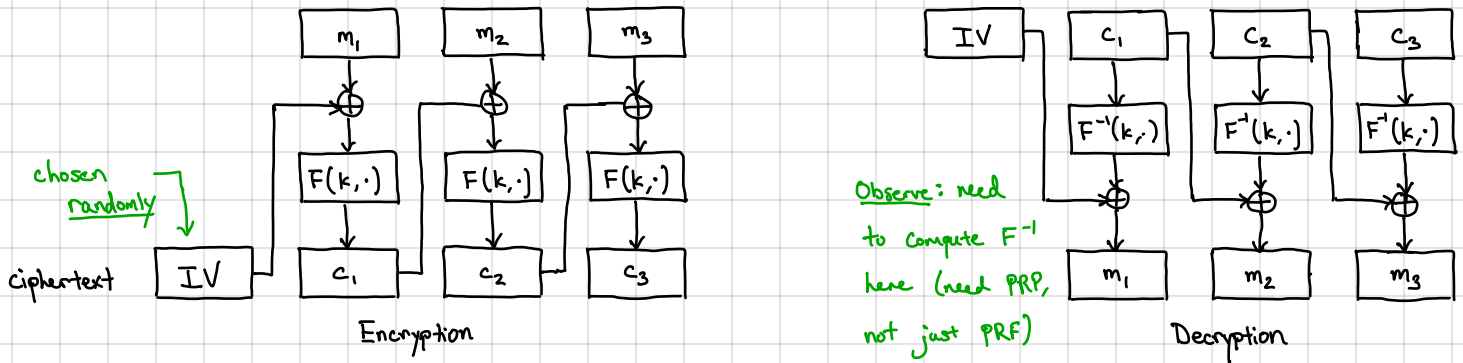 m₁ m₂ m₃
F(k,·) F(k,·) F(k,·)
chosen
randomly
ciphertext IV c₁ c₂ c₃
Encryption
IV c₁ c₂ c₃
F⁻¹(k,·) F⁻¹(k,·) F⁻¹(k,·)
Observe: need
to compute F⁻¹
here (need PRP,
not just PRF)
m₁ m₂ m₃
Decryption